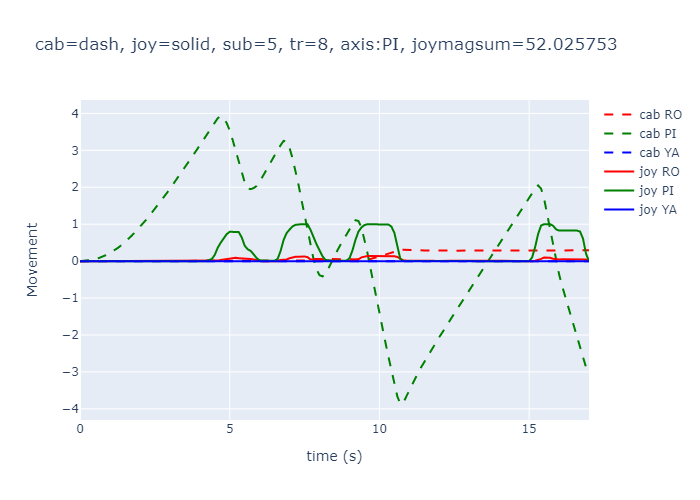 cab=dash, joy=solid, sub=5, tr=8, axis:PI, joymagsum=52.025753
4
3
2
1
0
−1
−2
−3
−4
Movement
0
5
10
15
time (s)
cab RO
cab PI
cab YA
joy RO
joy PI
joy YA